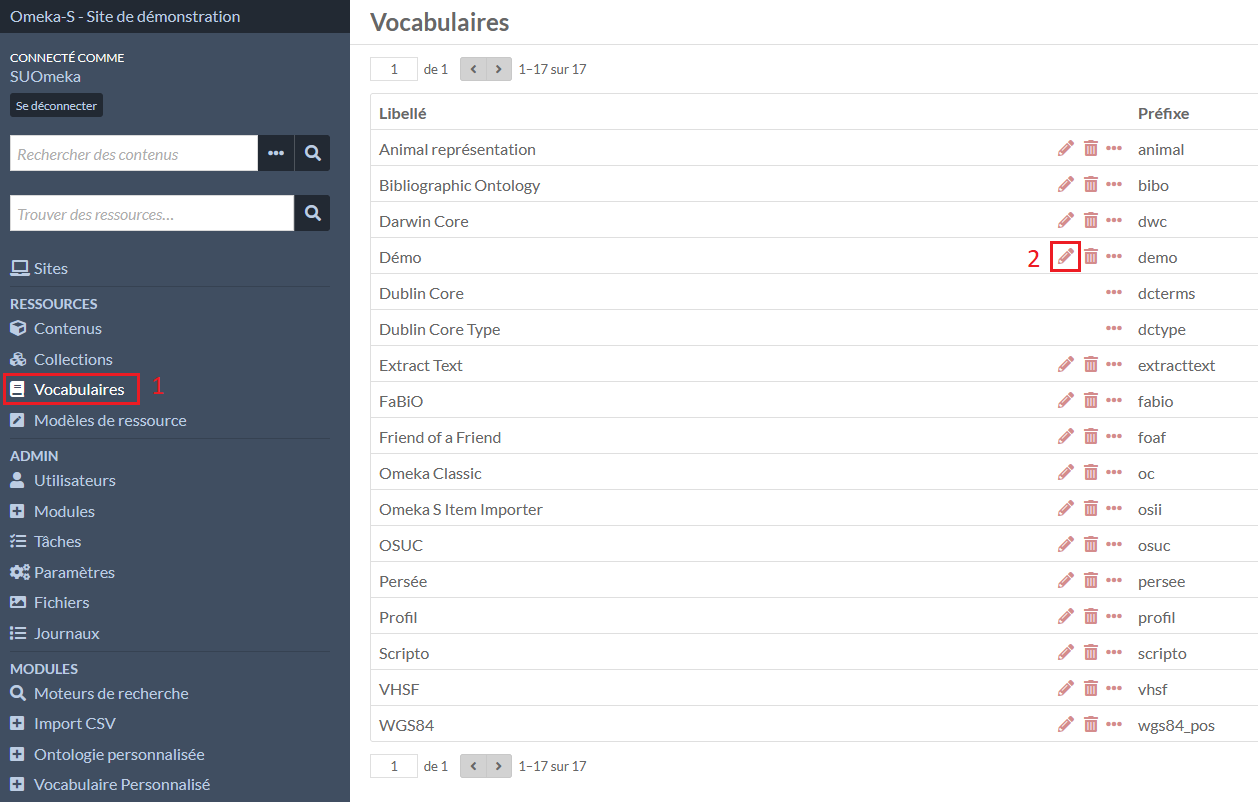 Omeka-S - Site de démonstration
CONNECTÉ COMME
SUOmeka
Se déconnecter
Rechercher des contenus
Trouver des ressources...
Sites
RESSOURCES
Contenus
Collections
Vocabulaires 1
Modèles de ressource
ADMIN
Utilisateurs
Modules
Tâches
Paramètres
Fichiers
Journaux
MODULES
Moteurs de recherche
Import CSV
Ontologie personnalisée
Vocabulaire Personnalisé
Vocabulaires
1 de 1 1–17 sur 17
Libellé Préfixe
Animal représentation animal
Bibliographic Ontology bibo
Darwin Core dwc
Démo 2 demo
Dublin Core dcterms
Dublin Core Type dctype
Extract Text extracttext
FaBiO fabio
Friend of a Friend foaf
Omeka Classic oc
Omeka S Item Importer osii
OSUC osuc
Persée persee
Profil profil
Scripto scripto
VHSF vhsf
WGS84 wgs84_pos
1 de 1 1–17 sur 17